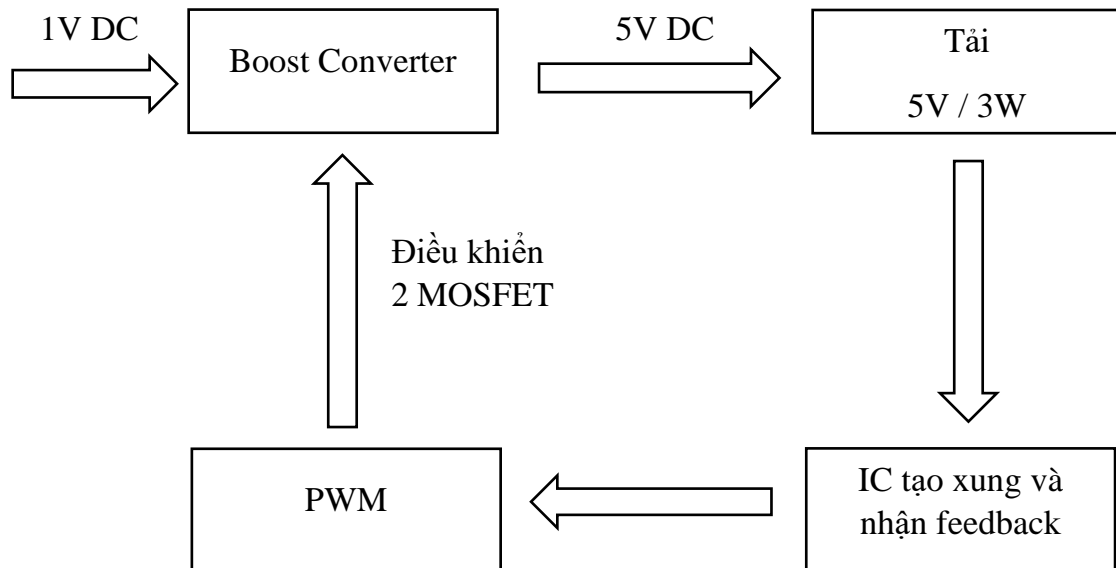 1V DC
Boost Converter
5V DC
Tải
5V / 3W
Điều khiển
2 MOSFET
PWM
IC tạo xung và
nhận feedback